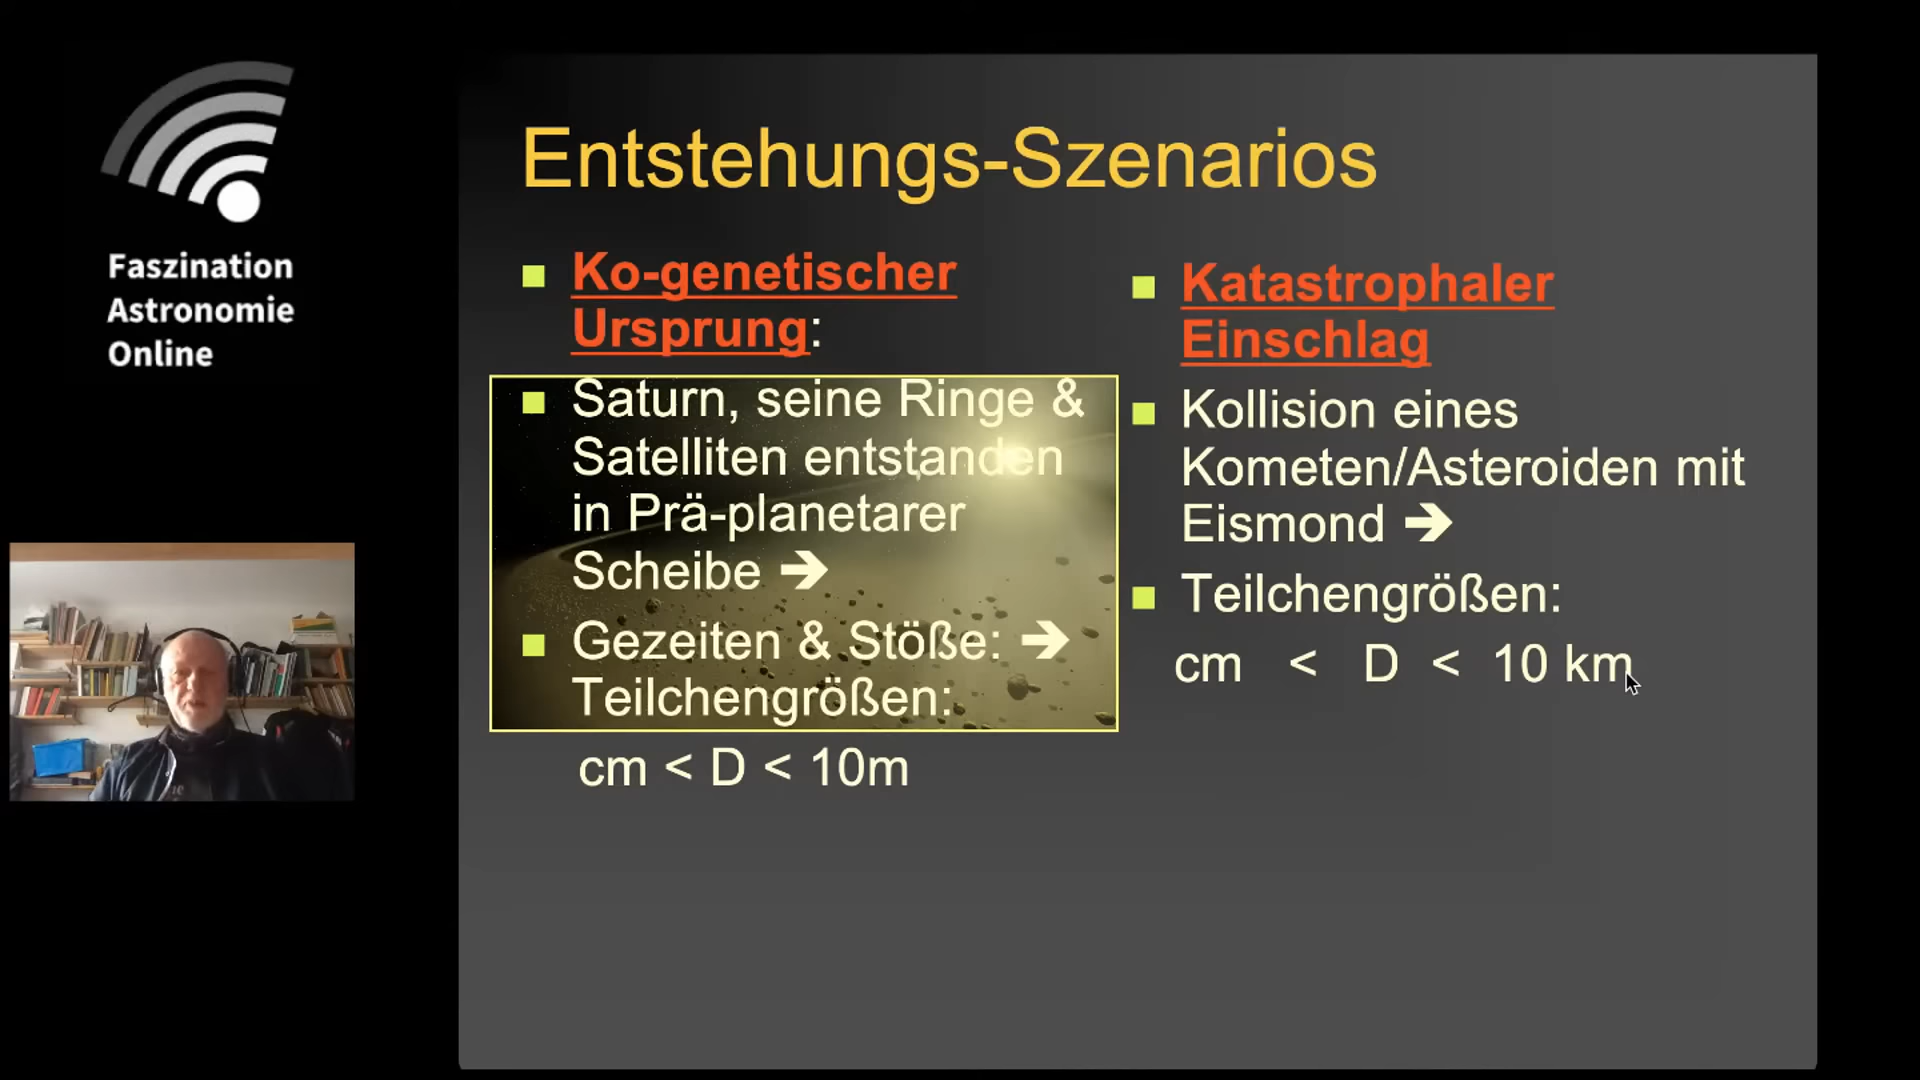 Faszination
Astronomie
Online
Entstehungs-Szenarios
Ko-genetischer
Ursprung:
Saturn, seine Ringe &
Satelliten entstanden
in Prä-planetarer
Scheibe ➔
Gezeiten & Stöße: ➔
Teilchengrößen:
cm < D < 10m
Katastrophaler
Einschlag
Kollision eines
Kometen/Asteroiden mit
Eismond ➔
Teilchengrößen:
cm < D < 10 km